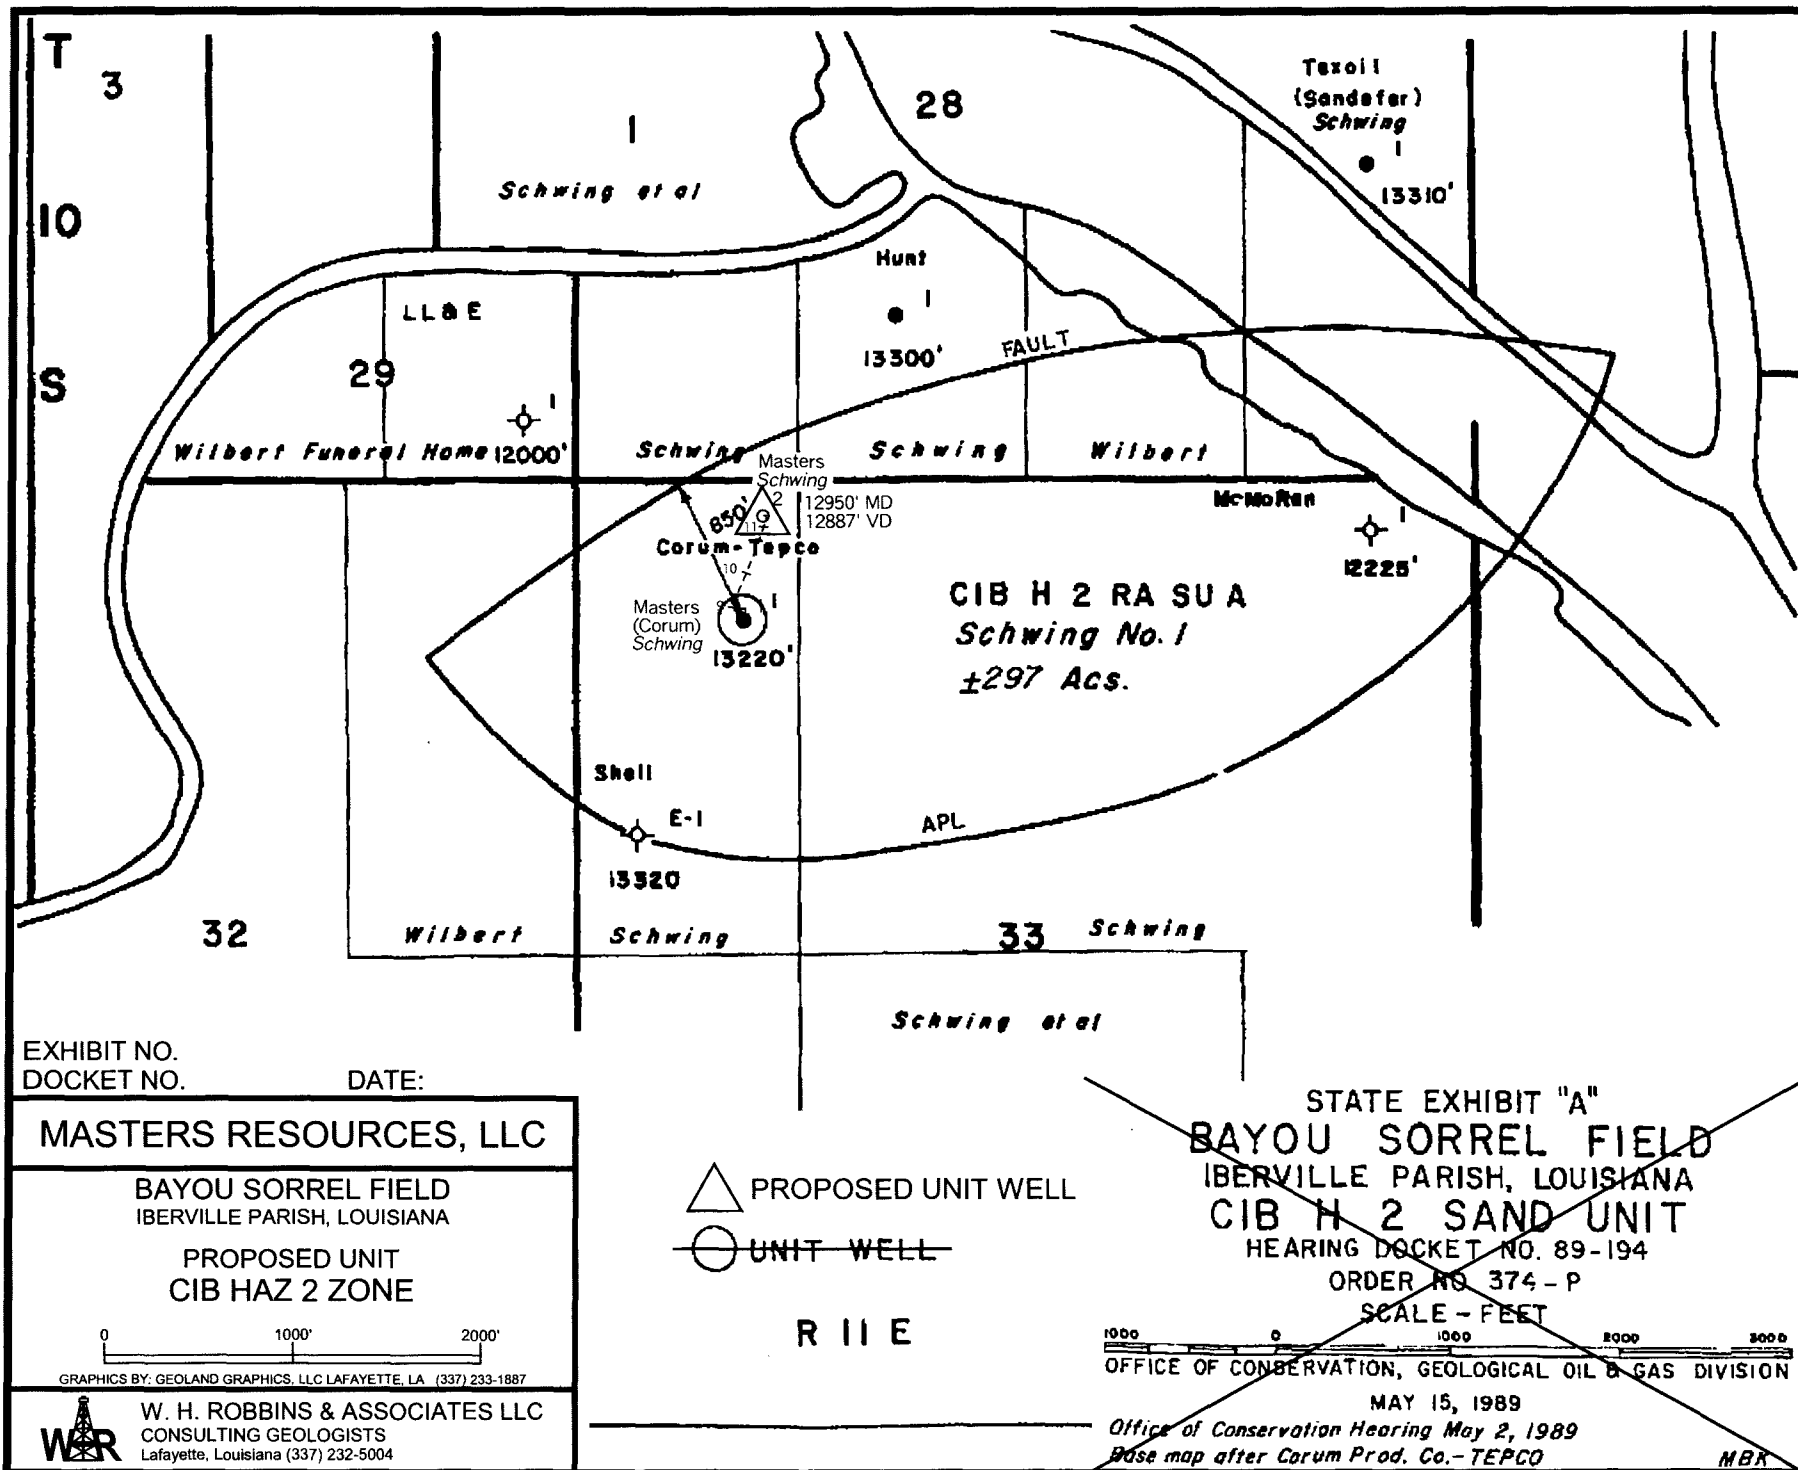 T
3
10
S
1
Schwing et al
28
Texoil
(Sandefer)
Schwing
1
13310'
LL&E
29
1
12000'
Wilbert Funeral Home
Hunt
1
13300'
FAULT
Schwing
Schwing
Wilbert
Masters
Schwing
2
12950' MD
12887' VD
850'
11
Corum-Tepco
10
Masters
(Corum)
Schwing
1
13220'
McMoRan
1
12225'
CIB H 2 RA SU A
Schwing No. 1
±297 Acs.
Shell
E-1
13320
APL
32
Wilbert
Schwing
33
Schwing
Schwing et al
EXHIBIT NO.
DOCKET NO. DATE:
MASTERS RESOURCES, LLC
BAYOU SORREL FIELD
IBERVILLE PARISH, LOUISIANA
PROPOSED UNIT
CIB HAZ 2 ZONE
0 1000' 2000'
GRAPHICS BY: GEOLAND GRAPHICS, LLC LAFAYETTE, LA (337) 233-1887
W. H. ROBBINS & ASSOCIATES LLC
CONSULTING GEOLOGISTS
Lafayette, Louisiana (337) 232-5004
WR
PROPOSED UNIT WELL
UNIT WELL
R 11 E
STATE EXHIBIT "A"
BAYOU SORREL FIELD
IBERVILLE PARISH, LOUISIANA
CIB H 2 SAND UNIT
HEARING DOCKET NO. 89-194
ORDER NO 374-P
SCALE - FEET
1000 0 1000 2000 3000
OFFICE OF CONSERVATION, GEOLOGICAL OIL & GAS DIVISION
MAY 15, 1989
Office of Conservation Hearing May 2, 1989
Base map after Corum Prod. Co.-TEPCO
MBK